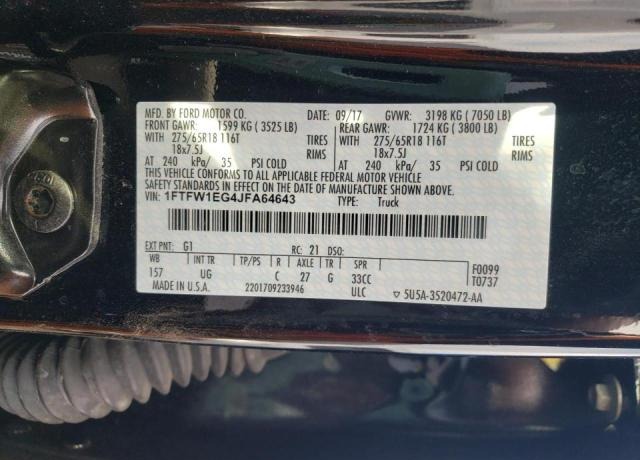 MFD. BY FORD MOTOR CO. DATE: 09/17 GVWR: 3198 KG ( 7050 LB)
FRONT GAWR: 1599 KG ( 3525 LB) REAR GAWR: 1724 KG ( 3800 LB)
WITH 275/65R18 116T TIRES WITH 275/65R18 116T TIRES
18x7.5J RIMS 18x7.5J RIMS
AT 240 kPa/ 35 PSI COLD AT 240 kPa/ 35 PSI COLD
THIS VEHICLE CONFORMS TO ALL APPLICABLE FEDERAL MOTOR VEHICLE
SAFETY STANDARDS IN EFFECT ON THE DATE OF MANUFACTURE SHOWN ABOVE.
VIN: 1FTFW1EG4JFA64643 TYPE: Truck
EXT PNT: G1 RC: 21 DSO:
WB INT TR TP/PS R AXLE TR SPR F0099
157 UG C 27 G 33CC T0737
MADE IN U.S.A. 2201709233946 ULC ▽ 5U5A-3520472-AA